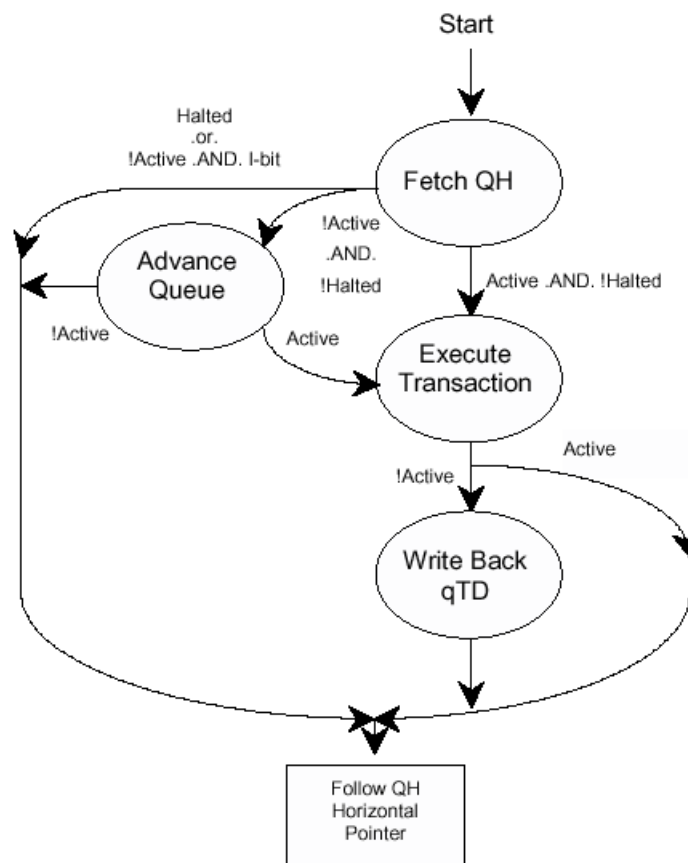 Start
Halted
.or.
!Active .AND. I-bit
Fetch QH
!Active
.AND.
!Halted
Advance
Queue
Active .AND. !Halted
!Active
Active
Execute
Transaction
Active
!Active
Write Back
qTD
Follow QH
Horizontal
Pointer